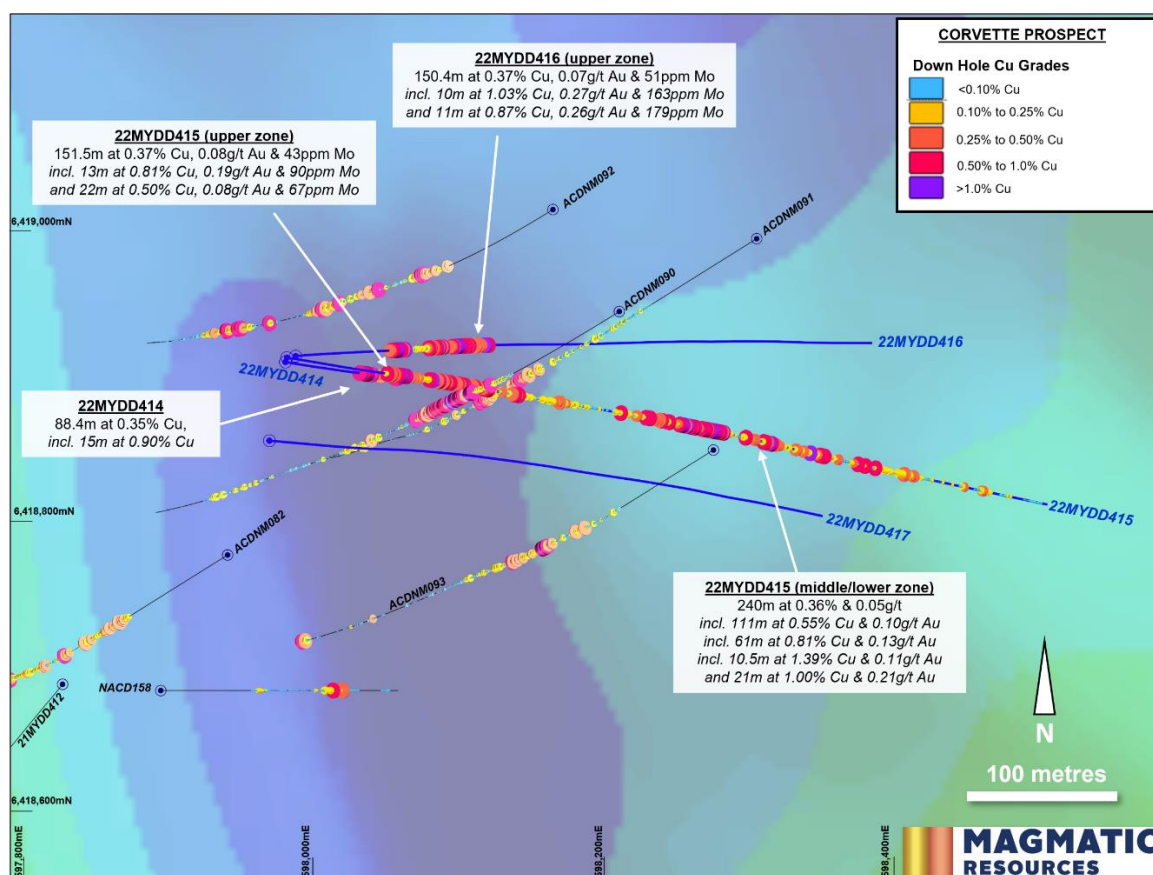 22MYDD416 (upper zone)
150.4m at 0.37% Cu, 0.07g/t Au & 51ppm Mo
incl. 10m at 1.03% Cu, 0.27g/t Au & 163ppm Mo
and 11m at 0.87% Cu, 0.26g/t Au & 179ppm Mo
CORVETTE PROSPECT
Down Hole Cu Grades
<0.10% Cu
0.10% to 0.25% Cu
0.25% to 0.50% Cu
0.50% to 1.0% Cu
>1.0% Cu
22MYDD415 (upper zone)
151.5m at 0.37% Cu, 0.08g/t Au & 43ppm Mo
incl. 13m at 0.81% Cu, 0.19g/t Au & 90ppm Mo
and 22m at 0.50% Cu, 0.08g/t Au & 67ppm Mo
ACDNM092
ACDNM091
6,419,000mN
ACDNM090
22MYDD416
22MYDD414
22MYDD414
88.4m at 0.35% Cu,
incl. 15m at 0.90% Cu
22MYDD415
6,418,800mN
22MYDD417
ACDNM082
ACDNM093
22MYDD415 (middle/lower zone)
240m at 0.36% & 0.05g/t
incl. 111m at 0.55% Cu & 0.10g/t Au
incl. 61m at 0.81% Cu & 0.13g/t Au
incl. 10.5m at 1.39% Cu & 0.11g/t Au
and 21m at 1.00% Cu & 0.21g/t Au
NACD158
21MYDD412
N
100 metres
6,418,600mN
597,800mE
598,000mE
598,200mE
598,400mE
MAGMATIC
RESOURCES